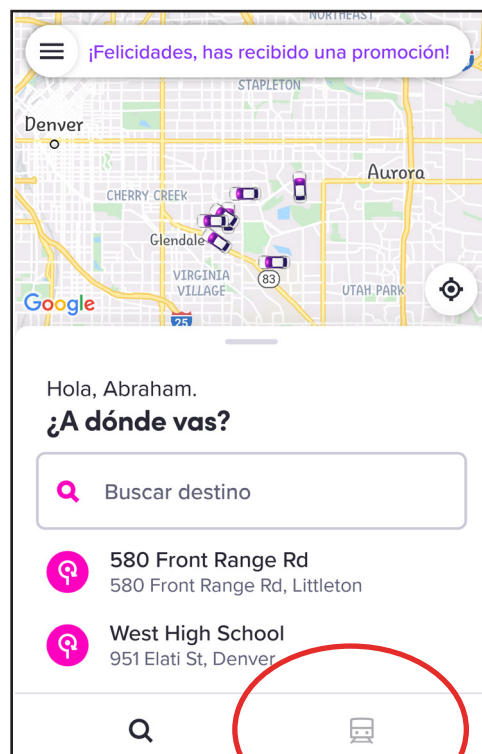 NORTHEAST
¡Felicidades, has recibido una promoción!
STAPLETON
Denver
Aurora
CHERRY CREEK
Glendale
VIRGINIA
VILLAGE
83
UTAH PARK
Google
25
Hola, Abraham.
¿A dónde vas?
Buscar destino
580 Front Range Rd
580 Front Range Rd, Littleton
West High School
951 Elati St, Denver